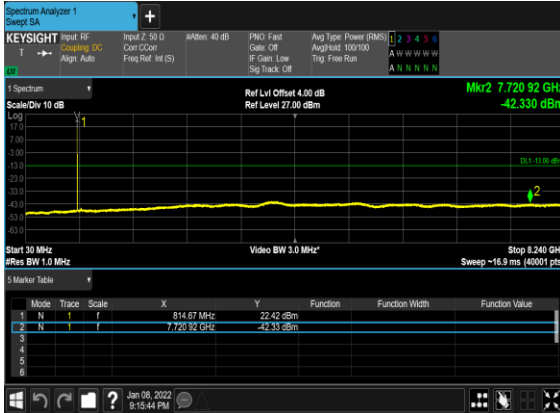 Spectrum Analyzer 1
Swept SA
+
KEYSIGHT
T
Input: RF
Coupling: DC
Align: Auto
Input Z: 50 Ω
Corr CCorr
Freq Ref: Int (S)
#Atten: 40 dB
PNO: Fast
Gate: Off
IF Gain: Low
Sig Track: Off
Avg Type: Power (RMS)
Avg|Hold: 100/100
Trig: Free Run
1 2 3 4 5 6
A W W W W W
A N N N N N
1 Spectrum
Scale/Div 10 dB
Ref Lvl Offset 4.00 dB
Ref Level 27.00 dBm
Mkr2 7.720 92 GHz
-42.330 dBm
Log
17.0
7.00
-3.00
-13.0
-23.0
-33.0
-43.0
-53.0
-63.0
1
DL1 -13.00 dBm
2
Start 30 MHz
#Res BW 1.0 MHz
Video BW 3.0 MHz*
Stop 8.240 GHz
Sweep ~16.9 ms (40001 pts)
5 Marker Table
Mode Trace Scale X Y Function Function Width Function Value
1 N 1 f 814.67 MHz 22.42 dBm
2 N 1 f 7.720 92 GHz -42.33 dBm
3
4
5
6
?
Jan 08, 2022
9:15:44 PM